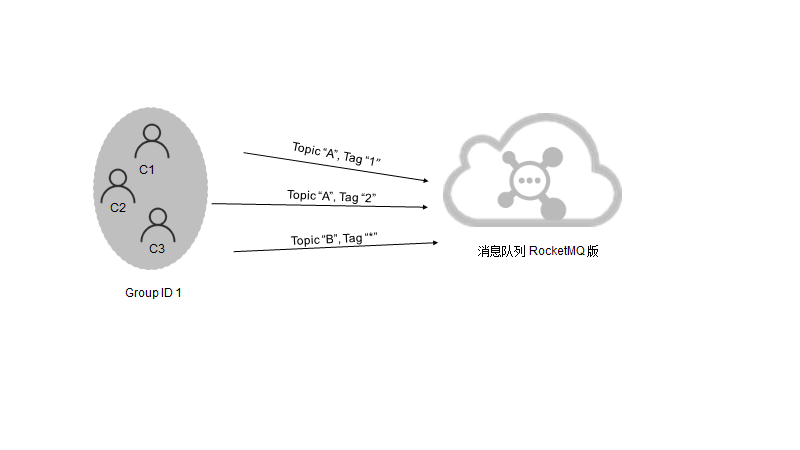 C1
C2
C3
Group ID 1
Topic “A”, Tag “1”
Topic “A”, Tag “2”
Topic “B”, Tag “*”
消息队列 RocketMQ 版